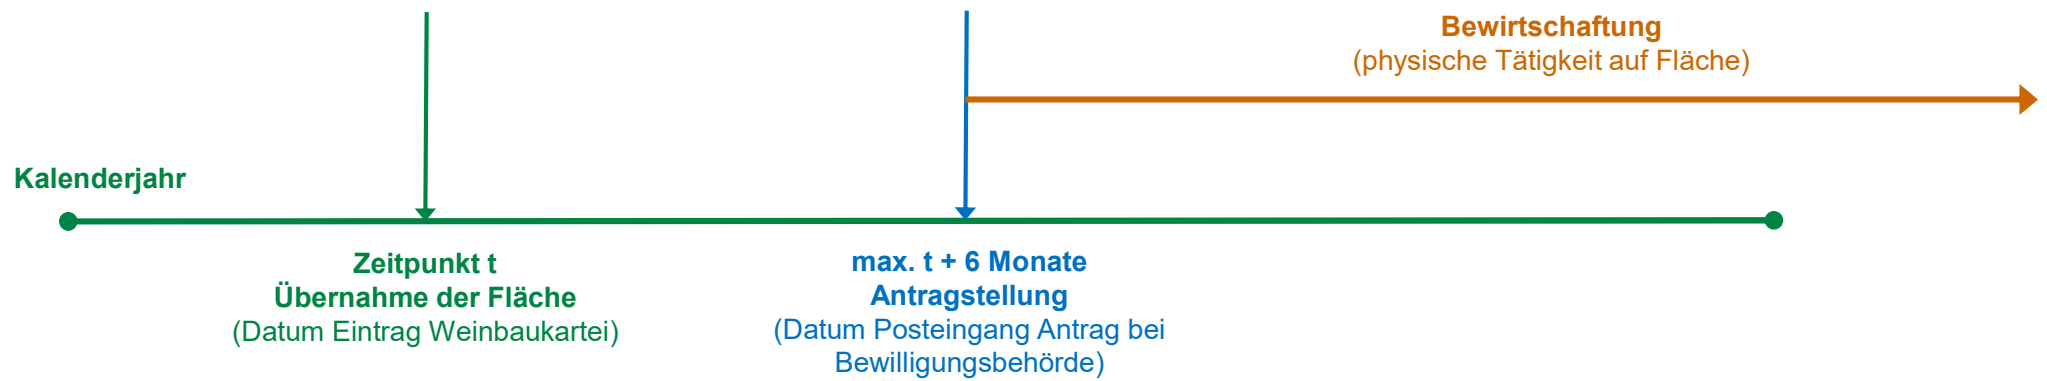 Bewirtschaftung
(physische Tätigkeit auf Fläche)
Kalenderjahr
Zeitpunkt t
Übernahme der Fläche
(Datum Eintrag Weinbaukartei)
max. t + 6 Monate
Antragstellung
(Datum Posteingang Antrag bei
Bewilligungsbehörde)